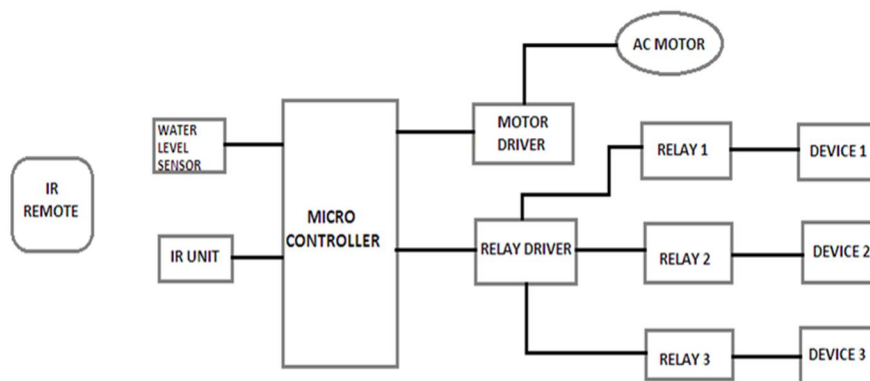 AC MOTOR
WATER
LEVEL
SENSOR
MOTOR
DRIVER
RELAY 1
DEVICE 1
IR
REMOTE
MICRO
CONTROLLER
IR UNIT
RELAY DRIVER
RELAY 2
DEVICE 2
RELAY 3
DEVICE 3